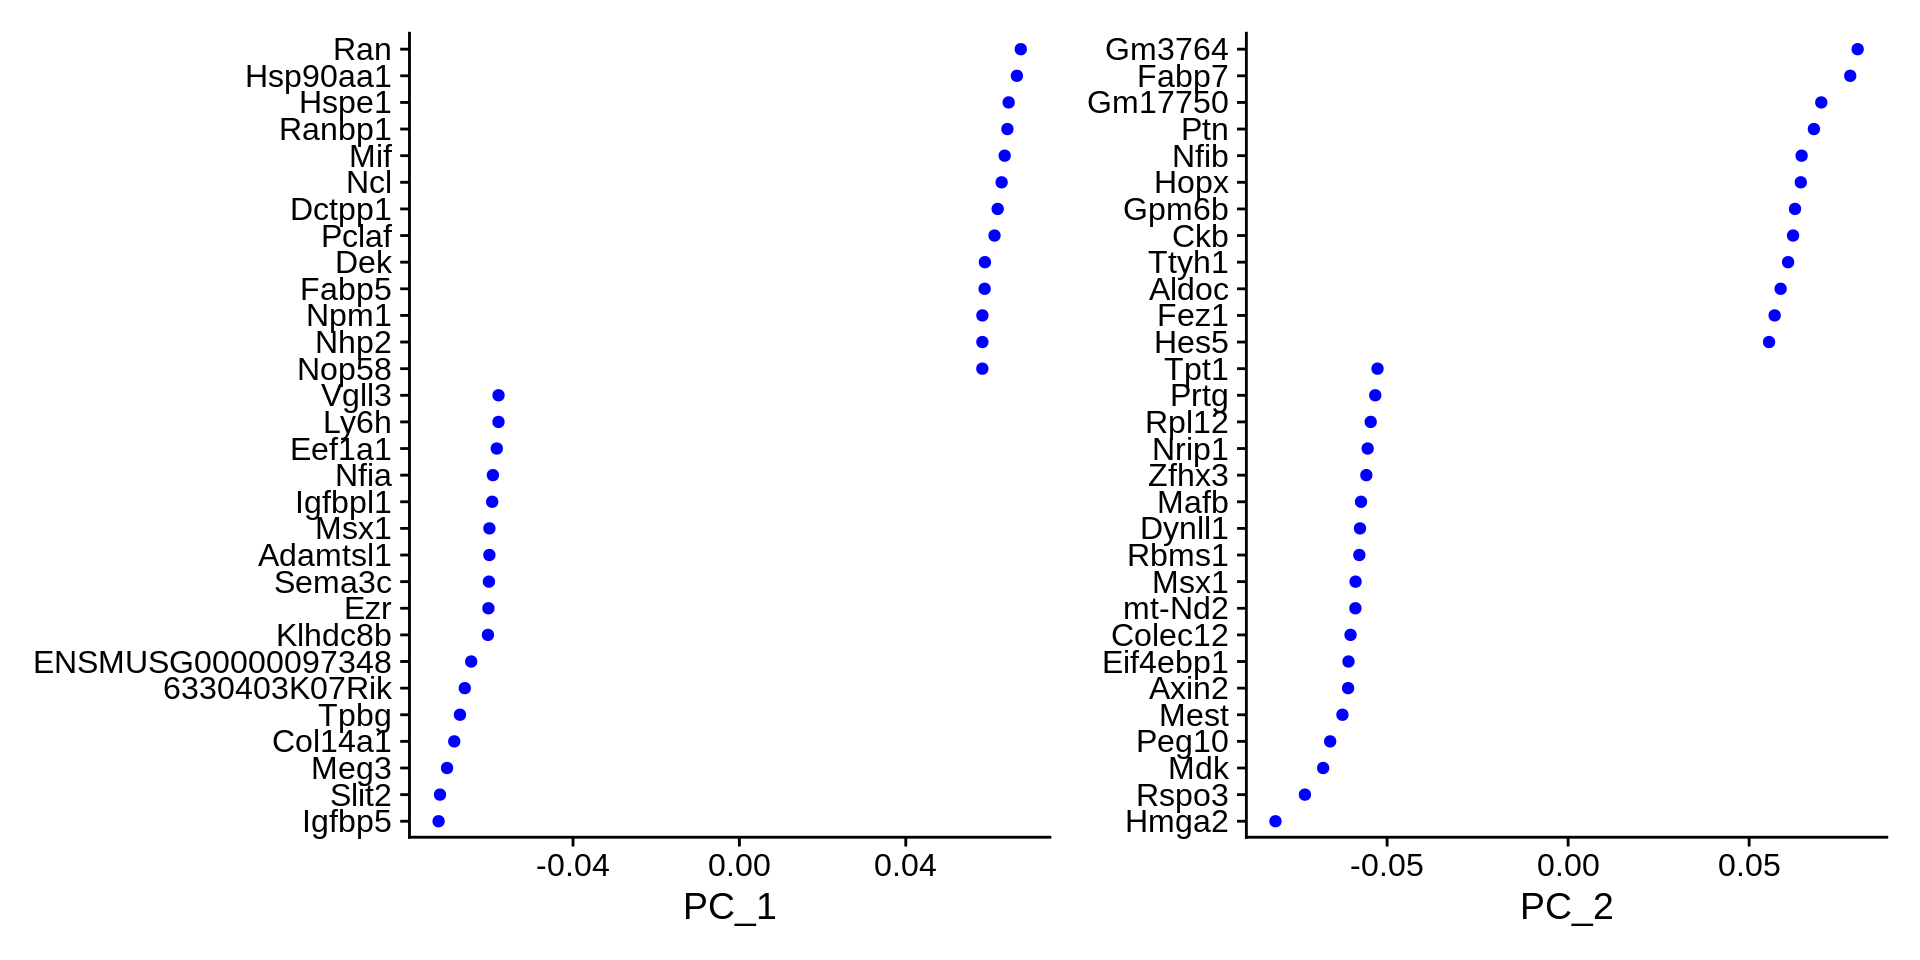 Ran
Hsp90aa1
Hspe1
Ranbp1
Mif
Ncl
Dctpp1
Pclaf
Dek
Fabp5
Npm1
Nhp2
Nop58
Vgll3
Ly6h
Eef1a1
Nfia
Igfbpl1
Msx1
Adamtsl1
Sema3c
Ezr
Klhdc8b
ENSMUSG00000097348
6330403K07Rik
Tpbg
Col14a1
Meg3
Slit2
Igfbp5
-0.04 0.00 0.04
PC_1
Gm3764
Fabp7
Gm17750
Ptn
Nfib
Hopx
Gpm6b
Ckb
Ttyh1
Aldoc
Fez1
Hes5
Tpt1
Prtg
Rpl12
Nrip1
Zfhx3
Mafb
Dynll1
Rbms1
Msx1
mt-Nd2
Colec12
Eif4ebp1
Axin2
Mest
Peg10
Mdk
Rspo3
Hmga2
-0.05 0.00 0.05
PC_2